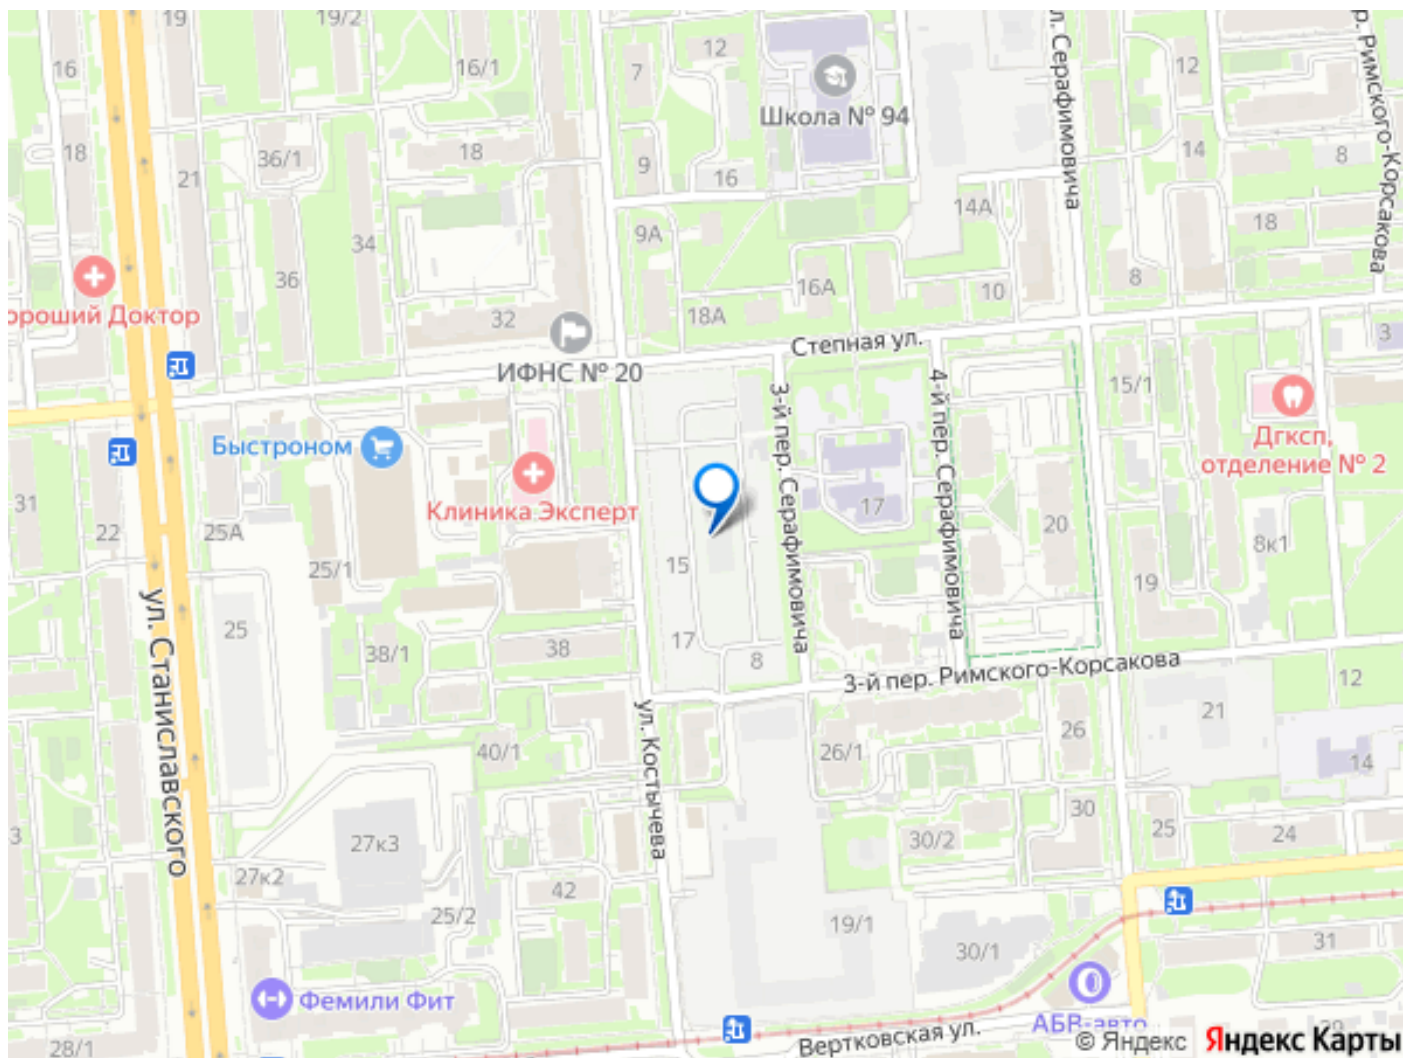 19
19/2
12
16
16/1
7
12
Школа № 94
ул. Серафимовича
р. Римского-Корсакова
18
21
36/1
18
9
16
14
8
14А
18
34
9А
36
16А
10
8
ороший Доктор
32
18А
Степная ул.
3
ИФНС № 20
3-й пер. Серафимовича
4-й пер. Серафимовича
15/1
Быстроном
Дгксп,
отделение № 2
Клиника Эксперт
31
22
25А
17
20
8к1
25/1
15
19
ул. Станиславского
25
38/1
38
17
8
3-й пер. Римского-Корсакова
12
21
ул. Костычева
40/1
26/1
26
14
27к3
30
3
30/2
25
24
27к2
42
25/2
19/1
30/1
31
Фемили Фит
АБВ-авто
29
28/1
Вертковская ул.
© Яндекс Яндекс Карты